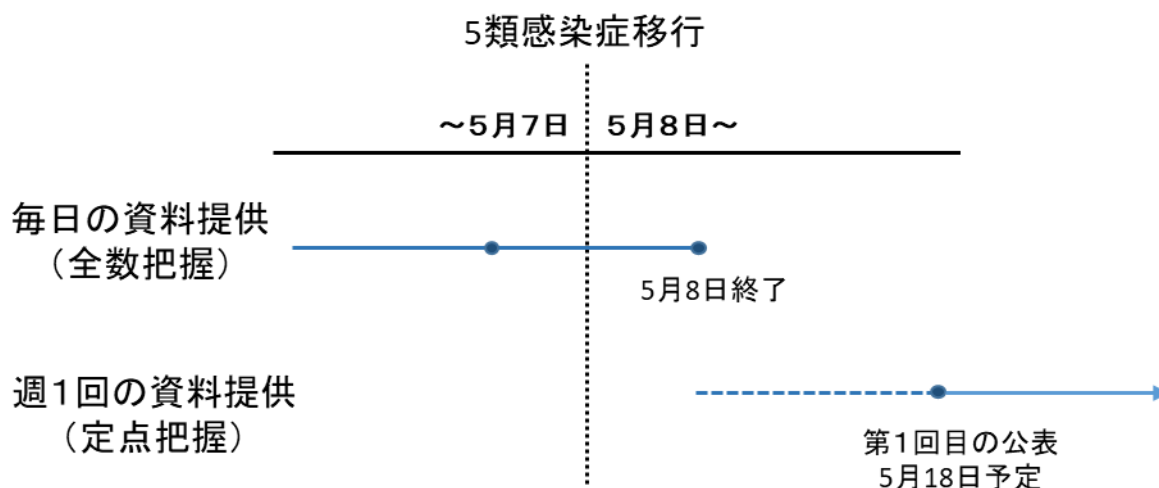 5類感染症移行
～5月7日
5月8日～
毎日の資料提供
（全数把握）
5月8日終了
週1回の資料提供
（定点把握）
第1回目の公表
5月18日予定